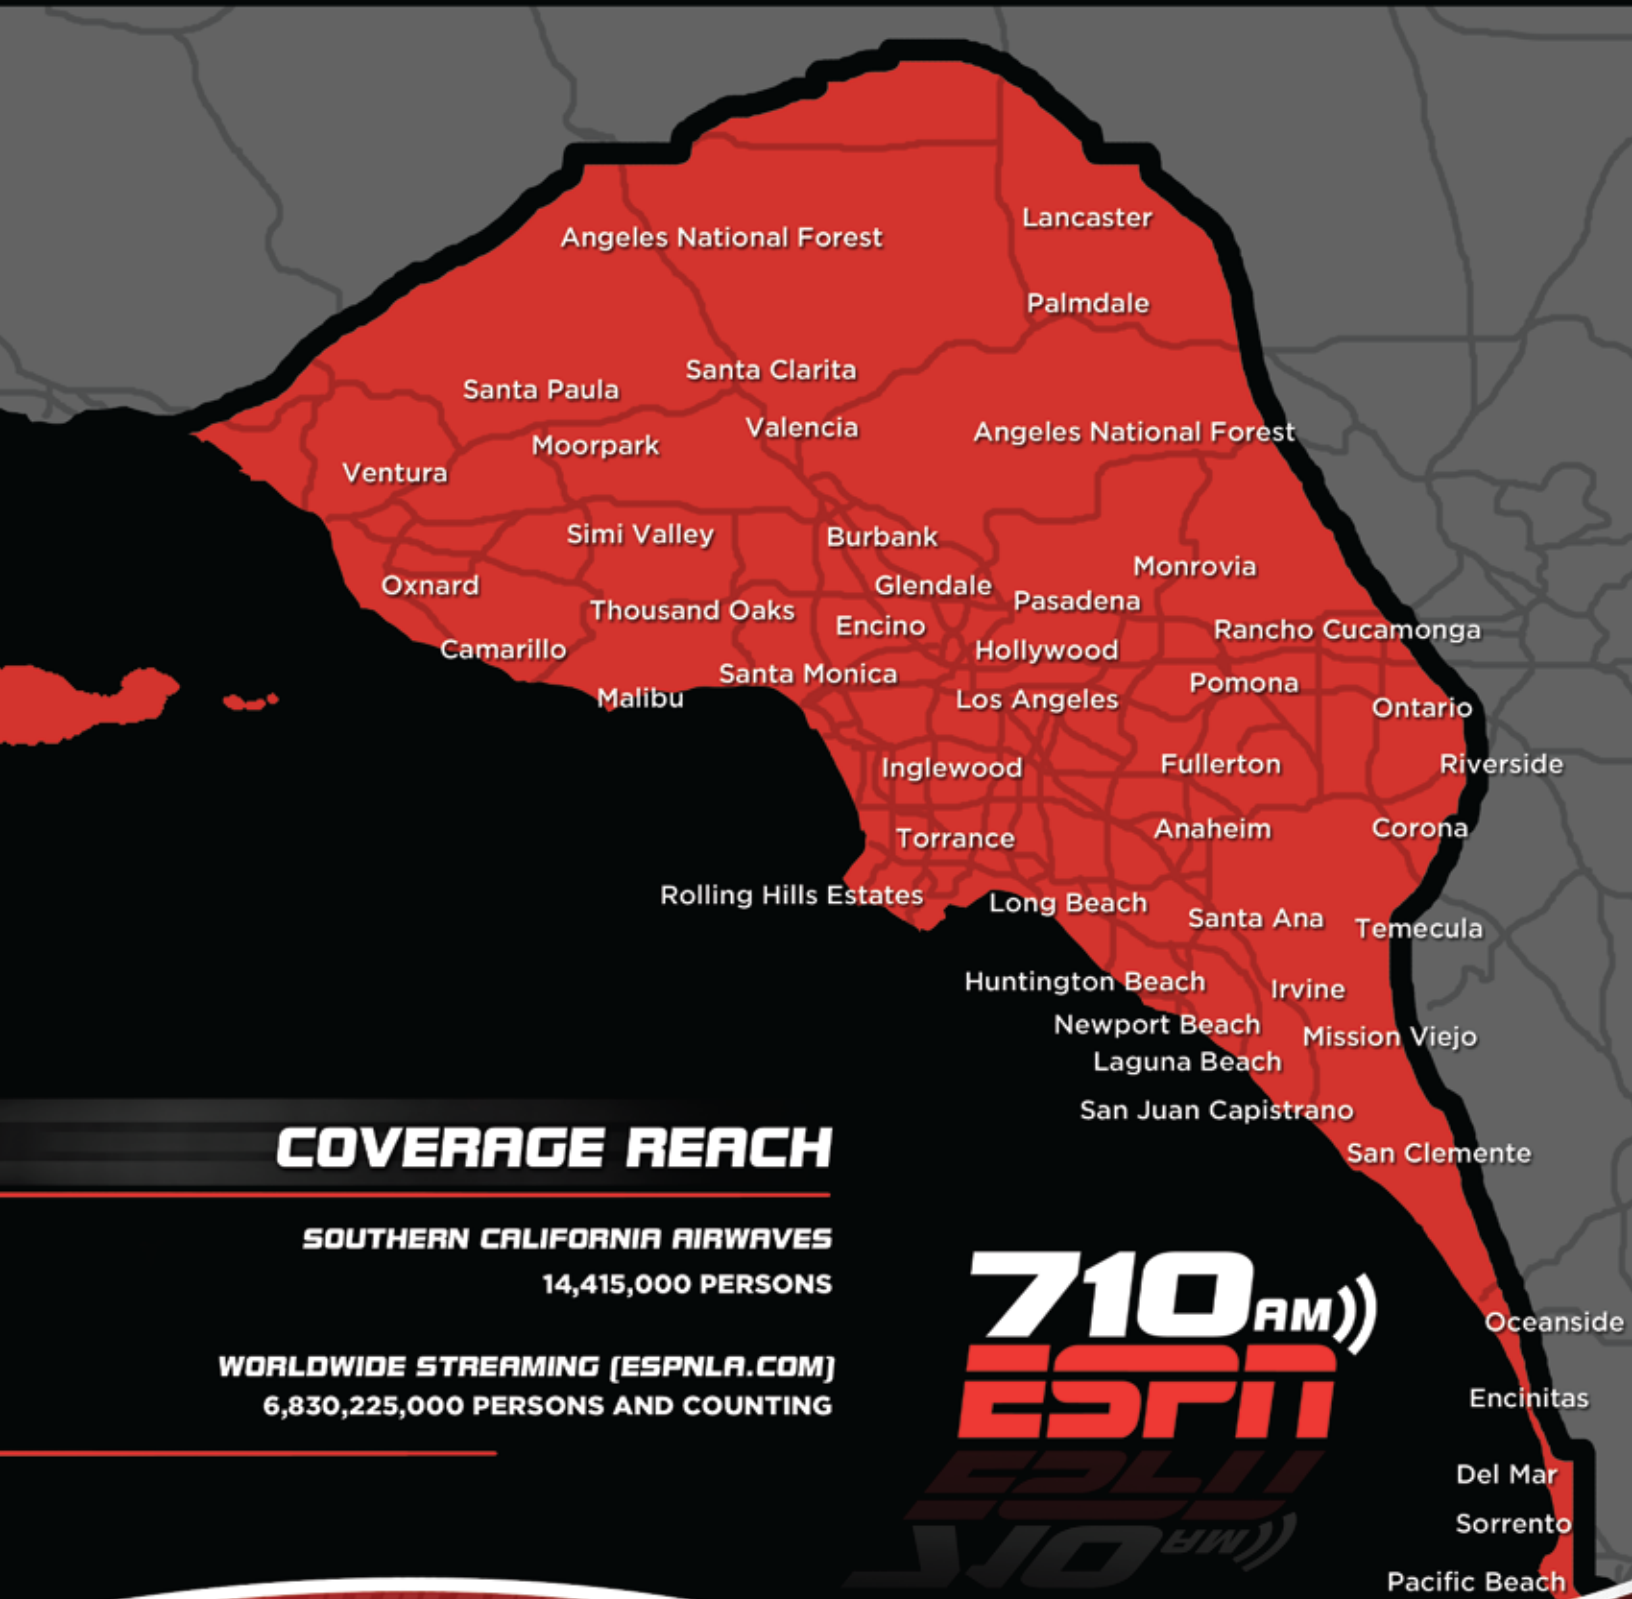 Lancaster
Angeles National Forest
Palmdale
Santa Clarita
Santa Paula
Valencia
Angeles National Forest
Moorpark
Ventura
Simi Valley
Burbank
Monrovia
Oxnard
Glendale
Pasadena
Thousand Oaks
Encino
Rancho Cucamonga
Camarillo
Hollywood
Santa Monica
Pomona
Malibu
Los Angeles
Ontario
Inglewood
Fullerton
Riverside
Torrance
Anaheim
Corona
Rolling Hills Estates
Long Beach
Santa Ana
Temecula
Huntington Beach
Irvine
Newport Beach
Mission Viejo
Laguna Beach
San Juan Capistrano
San Clemente
Oceanside
Encinitas
Del Mar
Sorrento
Pacific Beach
COVERAGE REACH
SOUTHERN CALIFORNIA AIRWAVES
14,415,000 PERSONS
WORLDWIDE STREAMING (ESPNLA.COM)
6,830,225,000 PERSONS AND COUNTING
710 AM
ESPN